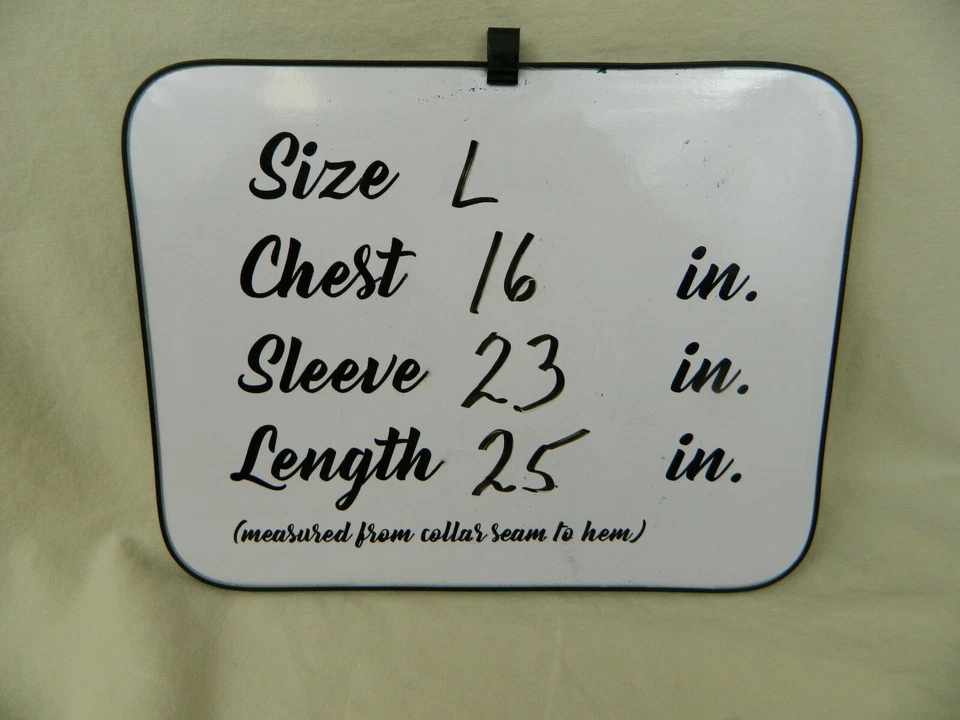 Size L
Chest 16 in.
Sleeve 23 in.
Length 25 in.
(measured from collar seam to hem)